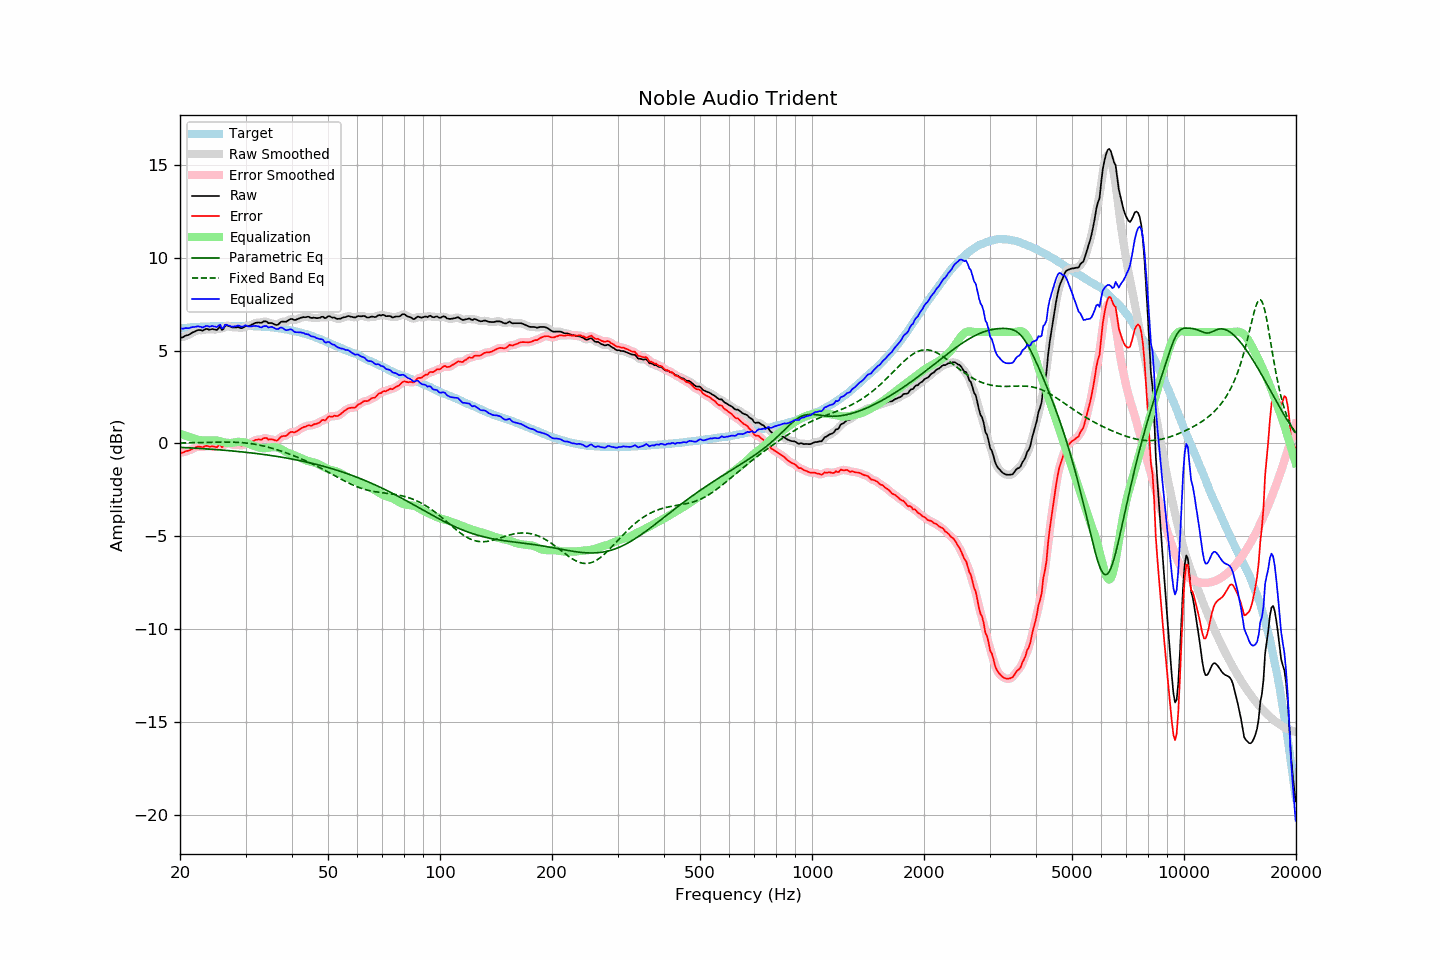 Noble Audio Trident
Target
Raw Smoothed
Error Smoothed
Raw
Error
Equalization
Parametric Eq
Fixed Band Eq
Equalized
15
10
5
0
−5
−10
−15
−20
Amplitude (dBr)
20 50 100 200 500 1000 2000 5000 10000 20000
Frequency (Hz)